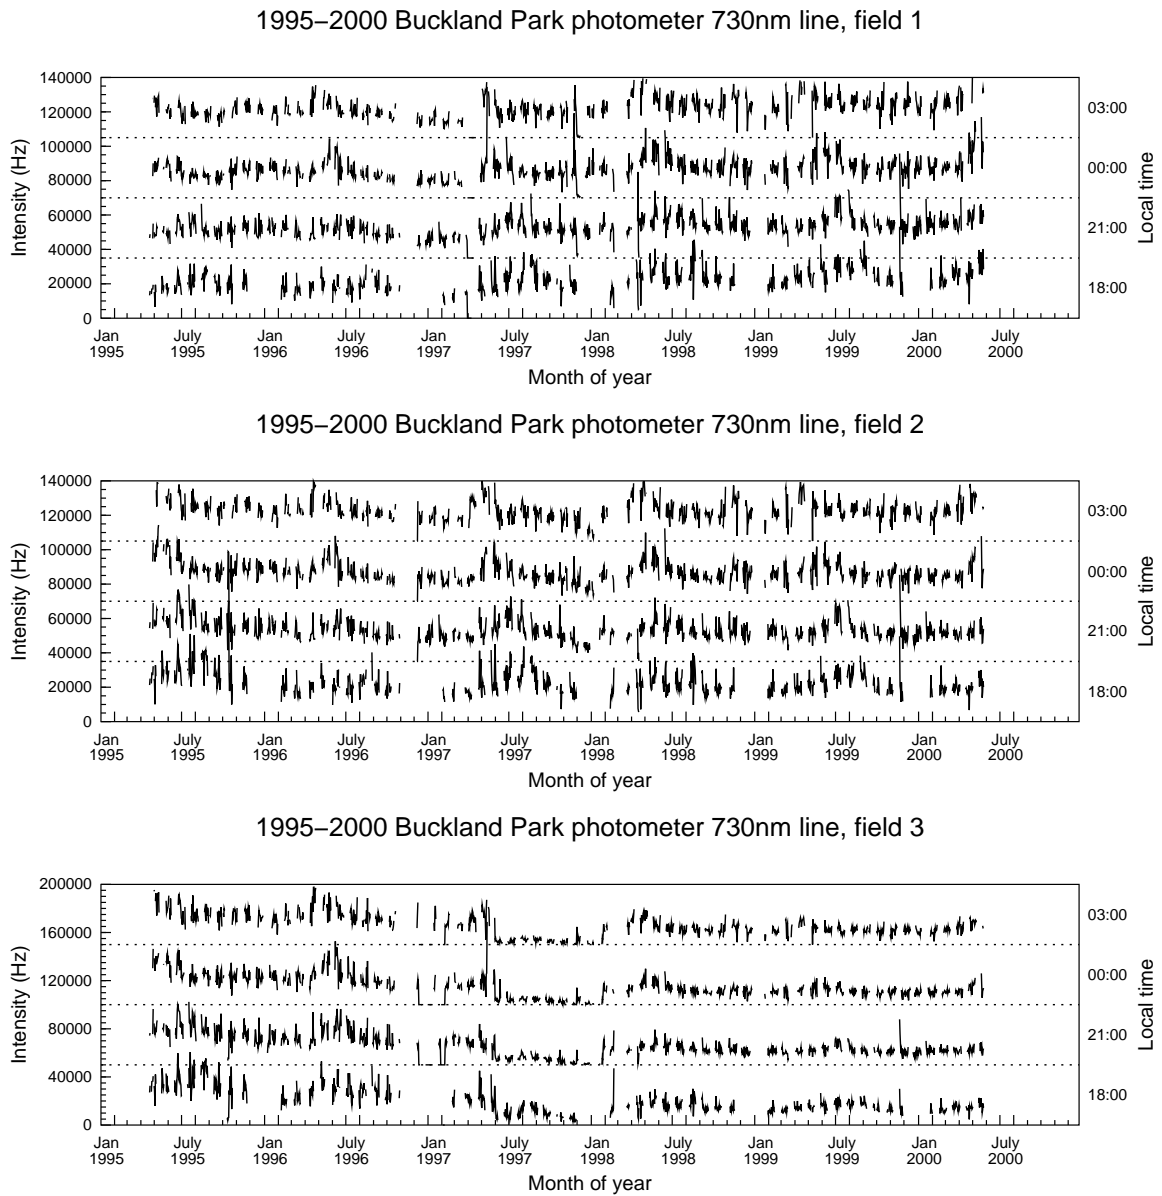 1995−2000 Buckland Park photometer 730nm line, field 1
140000
120000
100000
80000
60000
40000
20000
0
Intensity (Hz)
03:00
00:00
21:00
18:00
Local time
Jan 1995
July 1995
Jan 1996
July 1996
Jan 1997
July 1997
Jan 1998
July 1998
Jan 1999
July 1999
Jan 2000
July 2000
Month of year
1995−2000 Buckland Park photometer 730nm line, field 2
140000
120000
100000
80000
60000
40000
20000
0
Intensity (Hz)
03:00
00:00
21:00
18:00
Local time
Jan 1995
July 1995
Jan 1996
July 1996
Jan 1997
July 1997
Jan 1998
July 1998
Jan 1999
July 1999
Jan 2000
July 2000
Month of year
1995−2000 Buckland Park photometer 730nm line, field 3
200000
160000
120000
80000
40000
0
Intensity (Hz)
03:00
00:00
21:00
18:00
Local time
Jan 1995
July 1995
Jan 1996
July 1996
Jan 1997
July 1997
Jan 1998
July 1998
Jan 1999
July 1999
Jan 2000
July 2000
Month of year